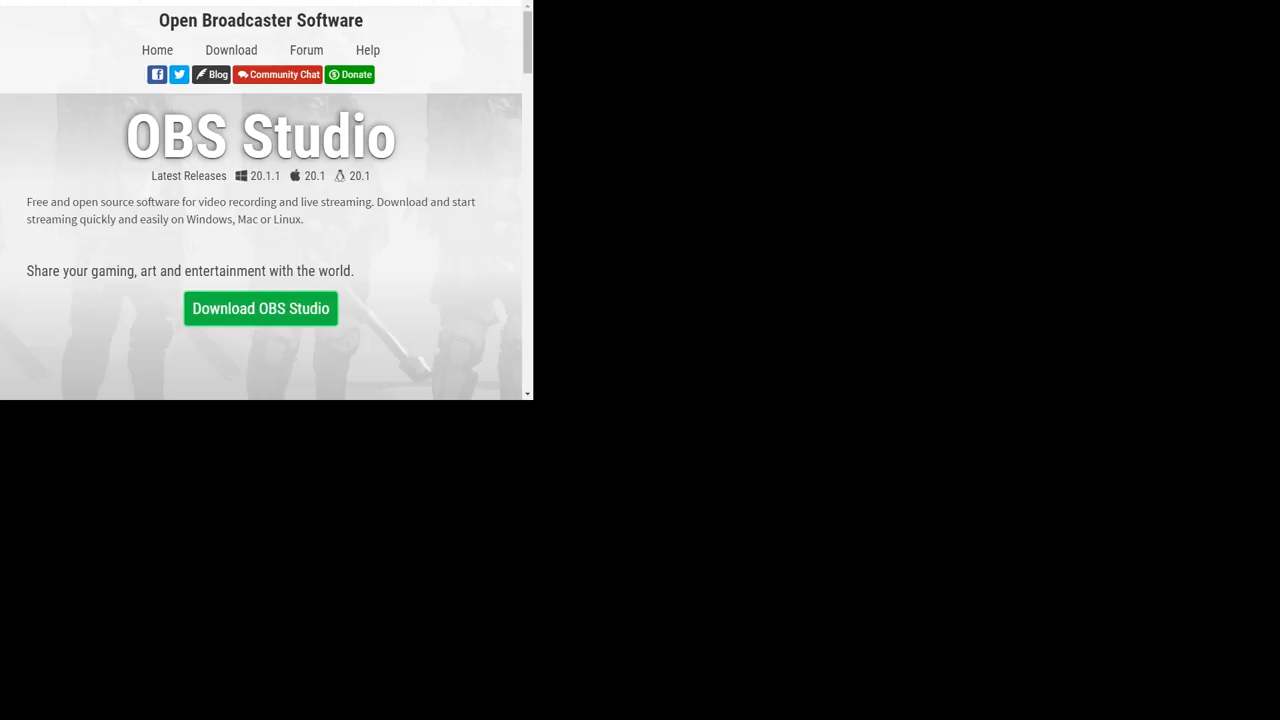 Open Broadcaster Software
Home Download Forum Help
Blog Community Chat Donate
OBS Studio
Latest Releases 20.1.1 20.1 20.1
Free and open source software for video recording and live streaming. Download and start
streaming quickly and easily on Windows, Mac or Linux.
Share your gaming, art and entertainment with the world.
Download OBS Studio